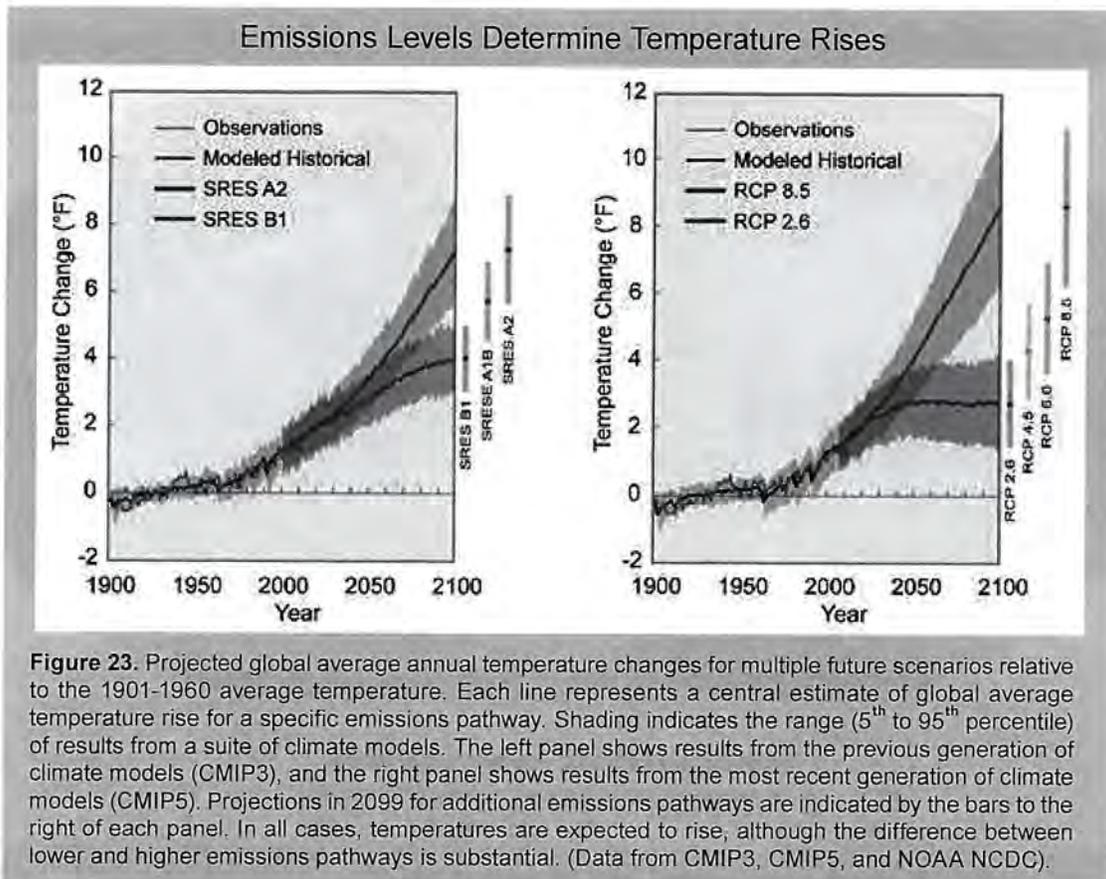 Emissions Levels Determine Temperature Rises
12
10
8
6
4
2
0
-2
Temperature Change (°F)
Observations
Modeled Historical
SRES A2
SRES B1
1900 1950 2000 2050 2100
Year
SRES B1
SRESE A1B
SRES A2
12
10
8
6
4
2
0
-2
Temperature Change (°F)
Observations
Modeled Historical
RCP 8.5
RCP 2.6
1900 1950 2000 2050 2100
Year
RCP 2.6
RCP 4.5
RCP 6.0
RCP 8.5
Figure 23. Projected global average annual temperature changes for multiple future scenarios relative
to the 1901-1960 average temperature. Each line represents a central estimate of global average
temperature rise for a specific emissions pathway. Shading indicates the range (5th to 95th percentile)
of results from a suite of climate models. The left panel shows results from the previous generation of
climate models (CMIP3), and the right panel shows results from the most recent generation of climate
models (CMIP5). Projections in 2099 for additional emissions pathways are indicated by the bars to the
right of each panel. In all cases, temperatures are expected to rise, although the difference between
lower and higher emissions pathways is substantial. (Data from CMIP3, CMIP5, and NOAA NCDC).